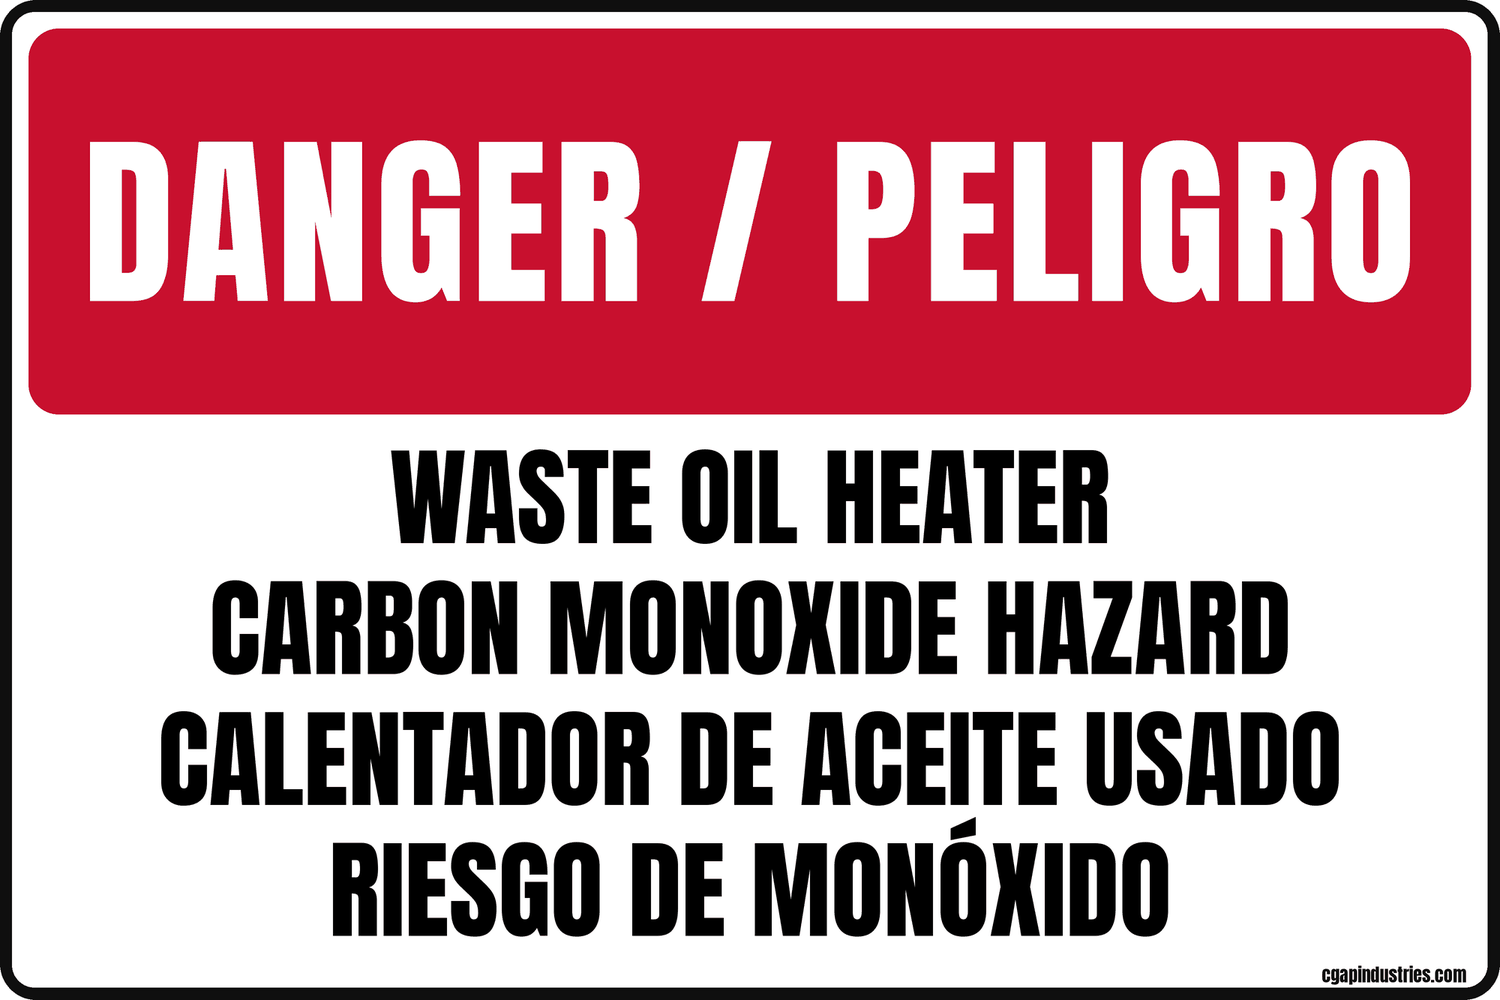 DANGER / PELIGRO
WASTE OIL HEATER
CARBON MONOXIDE HAZARD
CALENTADOR DE ACEITE USADO
RIESGO DE MONÓXIDO
cgapindustries.com